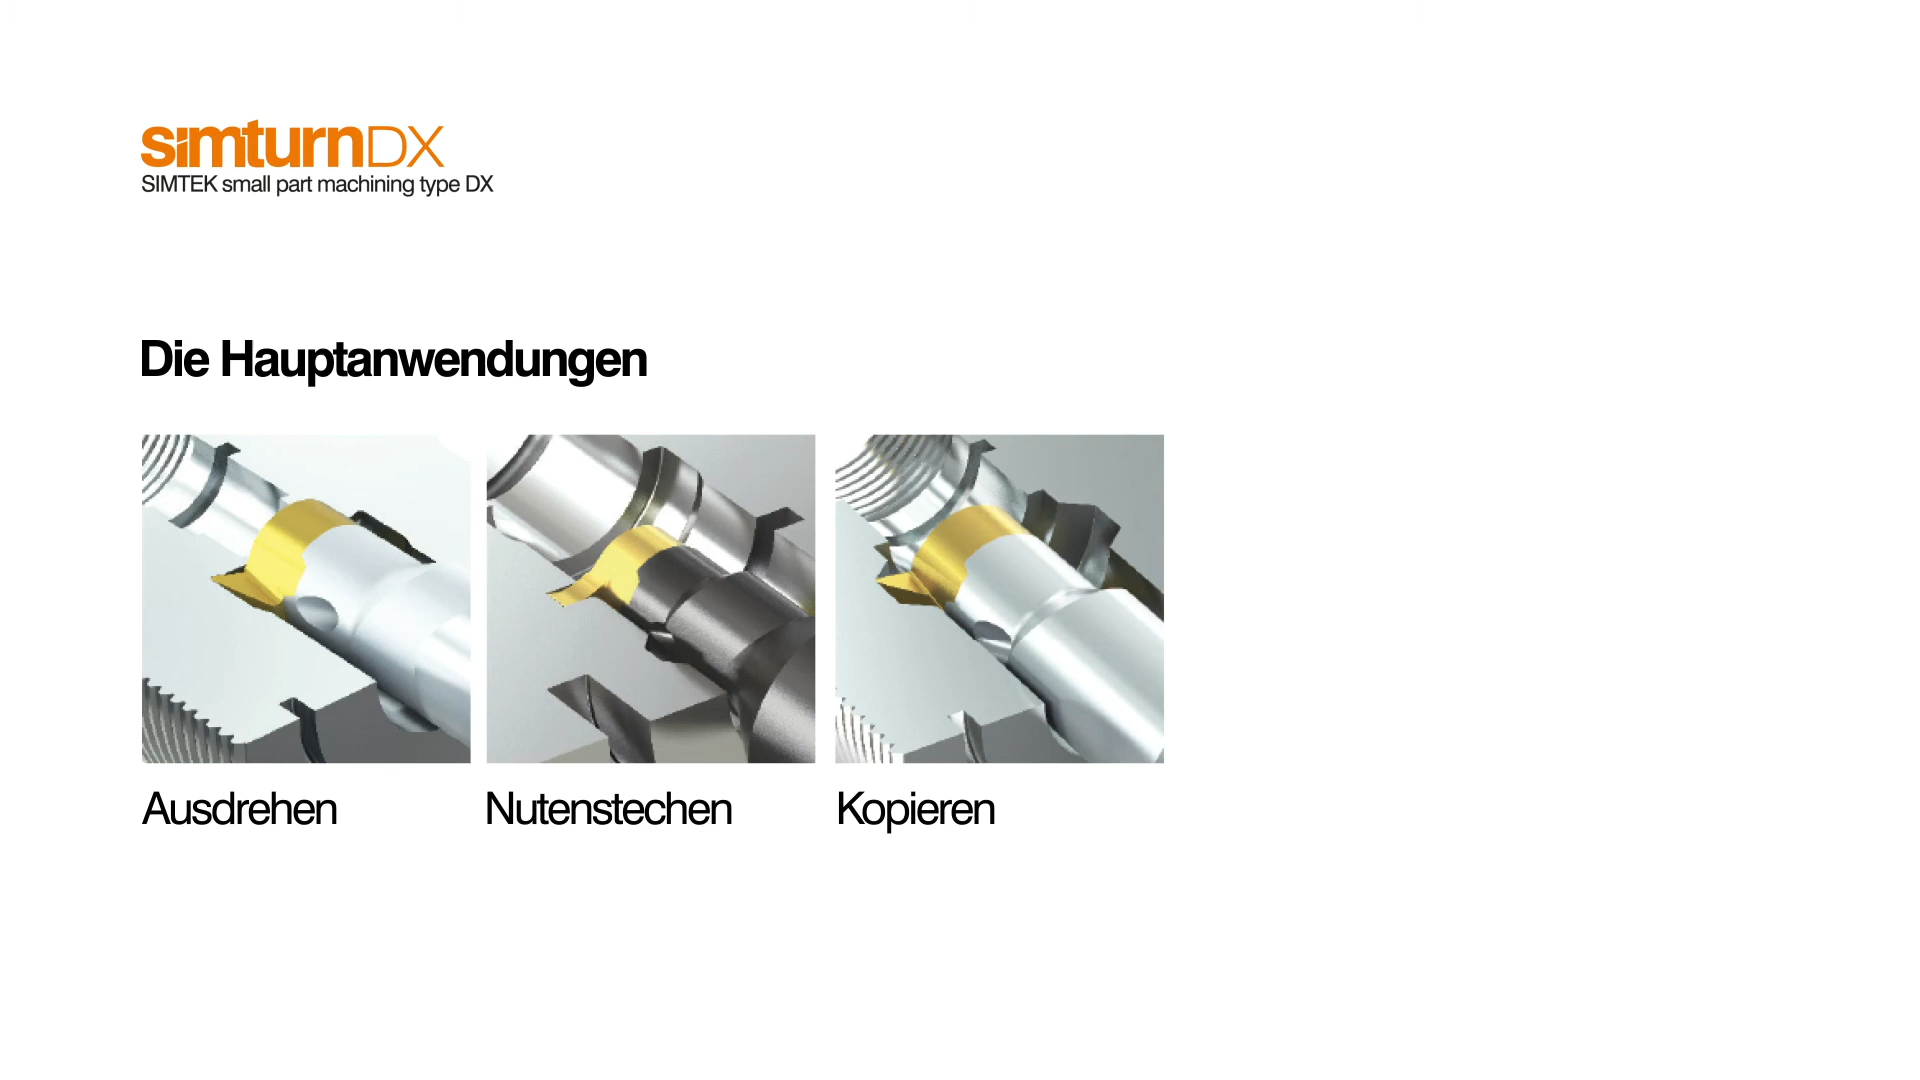 simturnDX
SIMTEK small part machining type DX
Die Hauptanwendungen
Ausdrehen
Nutenstechen
Kopieren